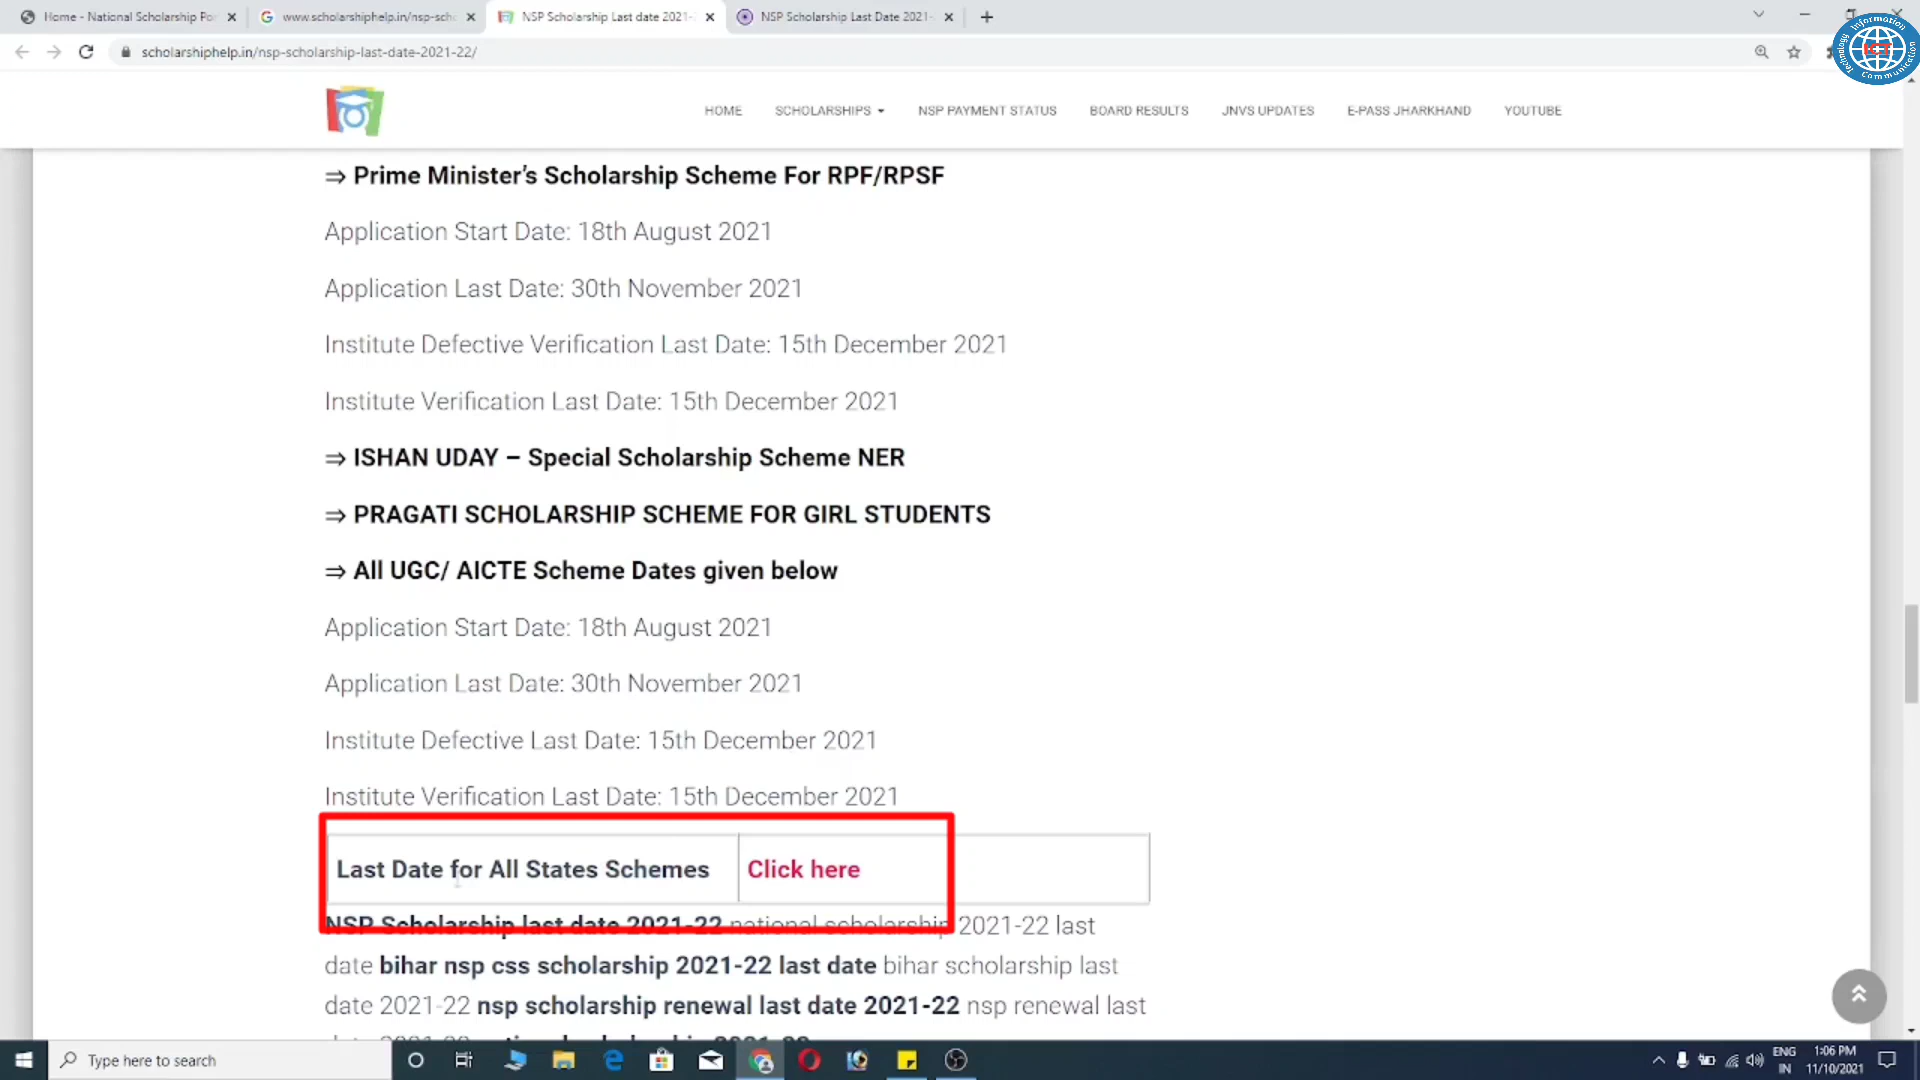 Home - National Scholarship Por
www.scholarshiphelp.in/nsp-scho
NSP Scholarship Last date 2021-
NSP Scholarship Last Date 2021-
scholarshiphelp.in/nsp-scholarship-last-date-2021-22/
Information
ICT
Communication
Technology
HOME SCHOLARSHIPS NSP PAYMENT STATUS BOARD RESULTS JNVS UPDATES E-PASS JHARKHAND YOUTUBE
⇒ Prime Minister’s Scholarship Scheme For RPF/RPSF
Application Start Date: 18th August 2021
Application Last Date: 30th November 2021
Institute Defective Verification Last Date: 15th December 2021
Institute Verification Last Date: 15th December 2021
⇒ ISHAN UDAY – Special Scholarship Scheme NER
⇒ PRAGATI SCHOLARSHIP SCHEME FOR GIRL STUDENTS
⇒ All UGC/ AICTE Scheme Dates given below
Application Start Date: 18th August 2021
Application Last Date: 30th November 2021
Institute Defective Last Date: 15th December 2021
Institute Verification Last Date: 15th December 2021
Last Date for All States Schemes Click here
NSP Scholarship last date 2021-22 national scholership 2021-22 last
date bihar nsp css scholarship 2021-22 last date bihar scholarship last
date 2021-22 nsp scholarship renewal last date 2021-22 nsp renewal last
Type here to search
ENG
IN
1:06 PM
11/10/2021